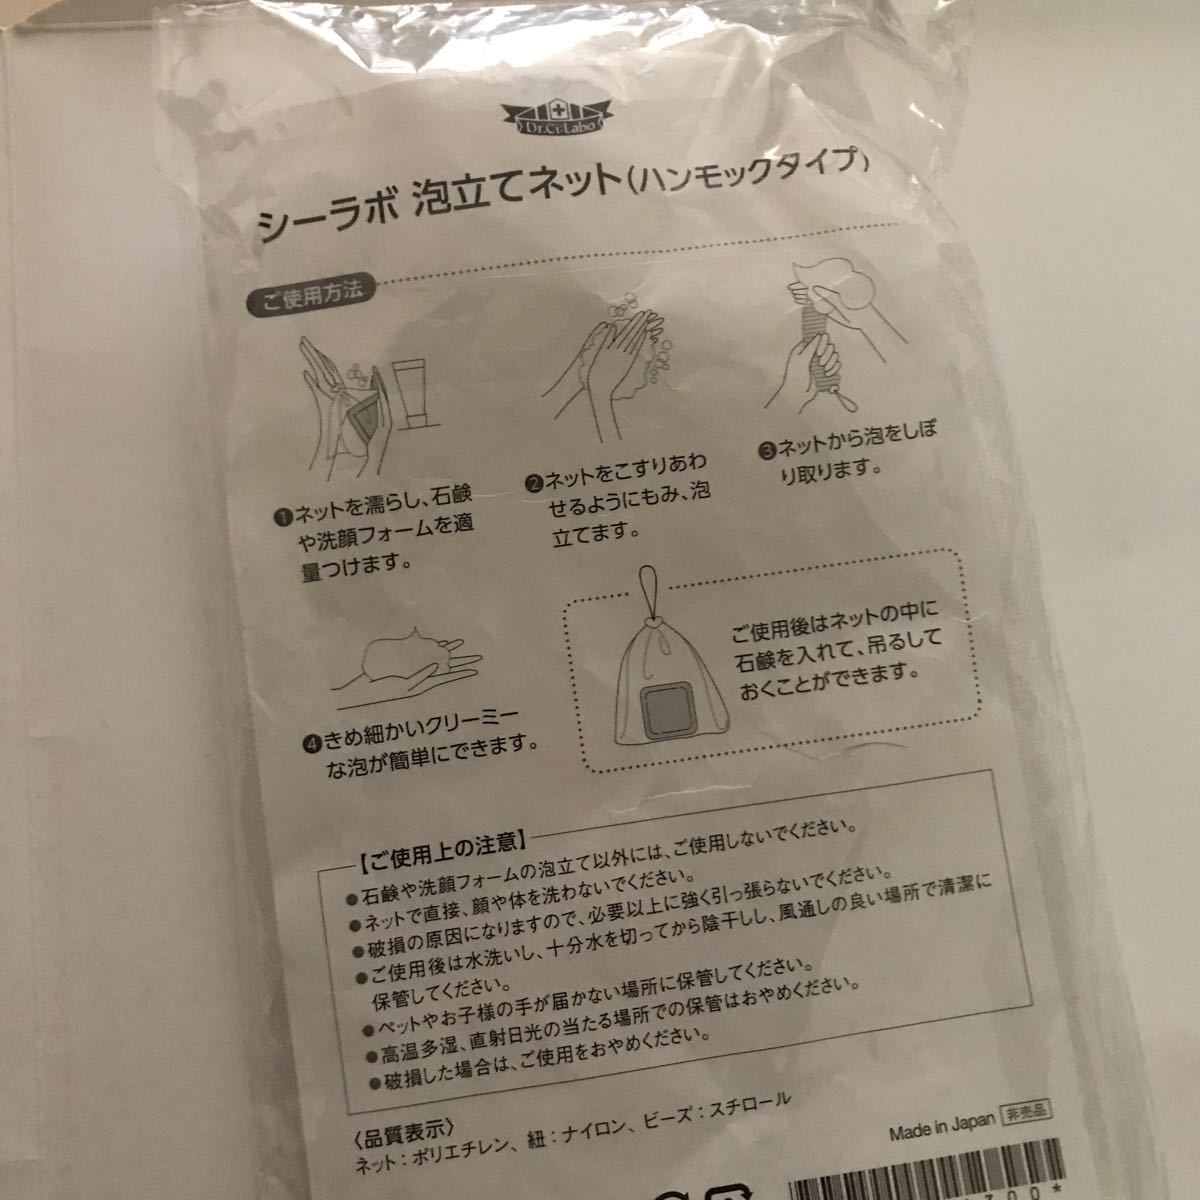 Dr.Ci:Labo
シーラボ 泡立てネット(ハンモックタイプ)
ご使用方法
❶ネットを濡らし、石鹸
や洗顔フォームを適
量つけます。
❷ネットをこすりあわ
せるようにもみ、泡
立てます。
❸ネットから泡をしぼ
り取ります。
❹きめ細かいクリーミー
な泡が簡単にできます。
ご使用後はネットの中に
石鹸を入れて、吊るして
おくことができます。
【ご使用上の注意】
●石鹸や洗顔フォームの泡立て以外には、ご使用しないでください。
●ネットで直接、顔や体を洗わないでください。
●破損の原因になりますので、必要以上に強く引っ張らないでください。
●ご使用後は水洗いし、十分水を切ってから陰干しし、風通しの良い場所で清潔に
保管してください。
●ペットやお子様の手が届かない場所に保管してください。
●高温多湿、直射日光の当たる場所での保管はおやめください。
●破損した場合は、ご使用をおやめください。
〈品質表示〉
ネット:ポリエチレン、紐:ナイロン、ビーズ:スチロール
Made in Japan 非売品